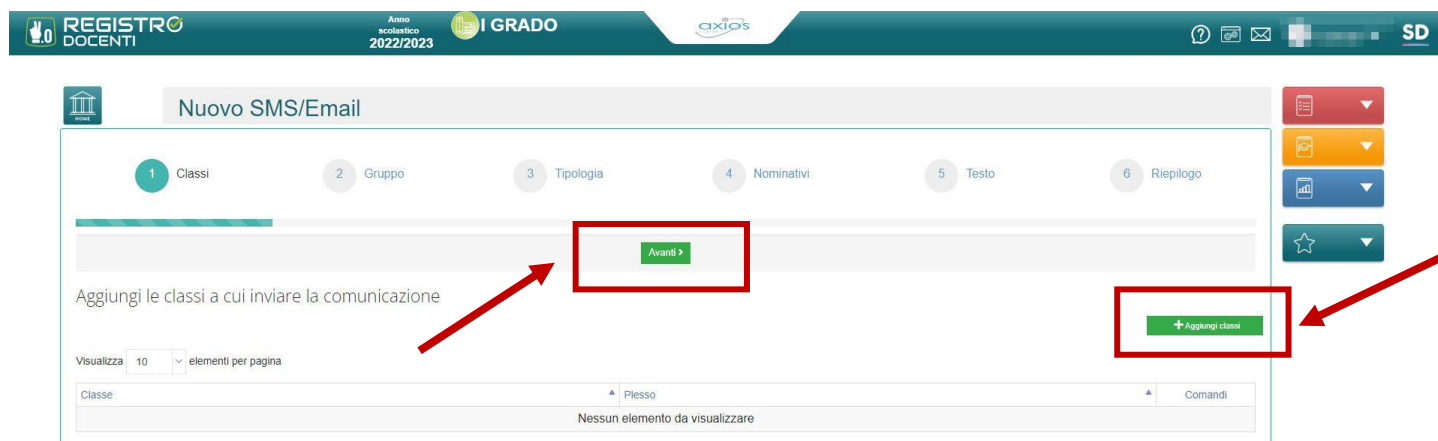 REGISTRO
DOCENTI
Anno
scolastico
2022/2023
I GRADO
axios
SD
HOME
Nuovo SMS/Email
1 Classi
2 Gruppo
3 Tipologia
4 Nominativi
5 Testo
6 Riepilogo
Avanti >
Aggiungi le classi a cui inviare la comunicazione
+ Aggiungi classi
Visualizza 10 elementi per pagina
Classe Plesso Comandi
Nessun elemento da visualizzare